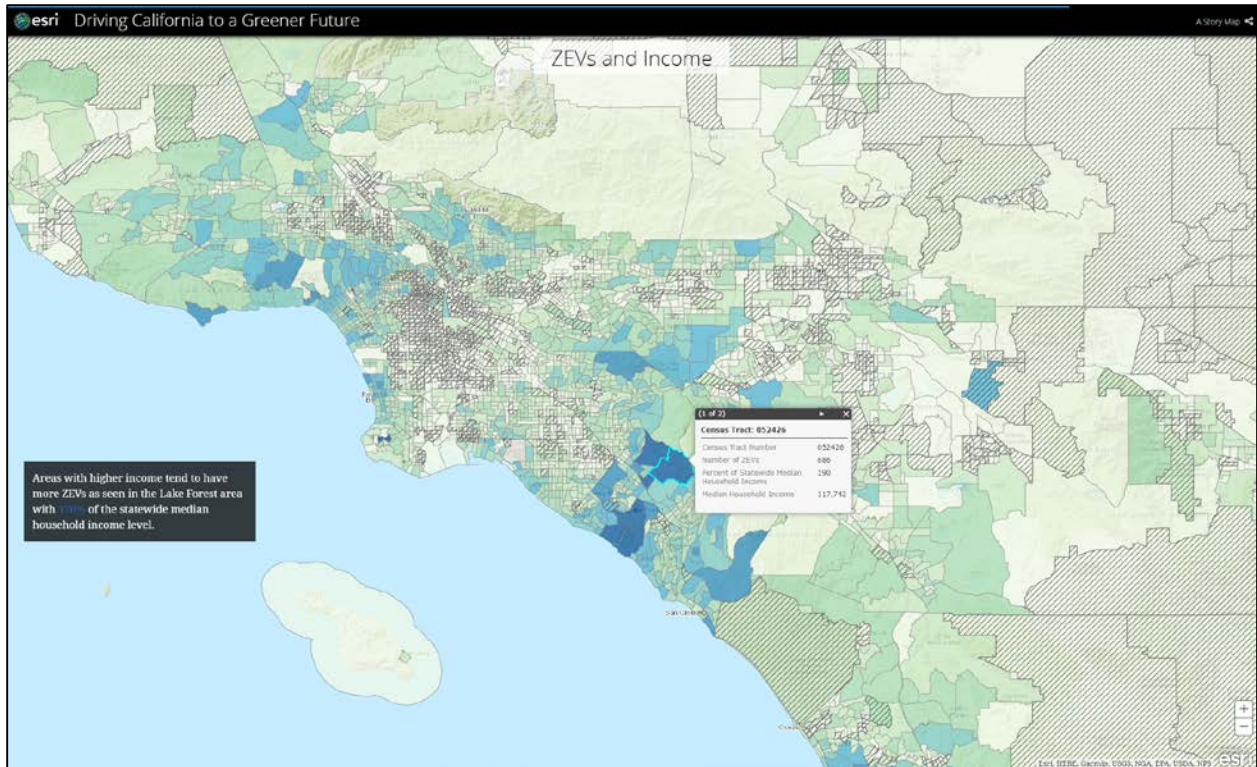 esri Driving California to a Greener Future
A Story Map
ZEVs and Income
(1 of 2)
Census Tract: 052426
Census Tract Number 052426
Number of ZEVs 686
Percent of Statewide Median 190
Household Income
Median Household Income 117,742
Areas with higher income tend to have
more ZEVs as seen in the Lake Forest area
with of the statewide median
household income level.
San Clemente
+
−
Esri, HERE, Garmin, USGS, NGA, EPA, USDA, NPS
esri